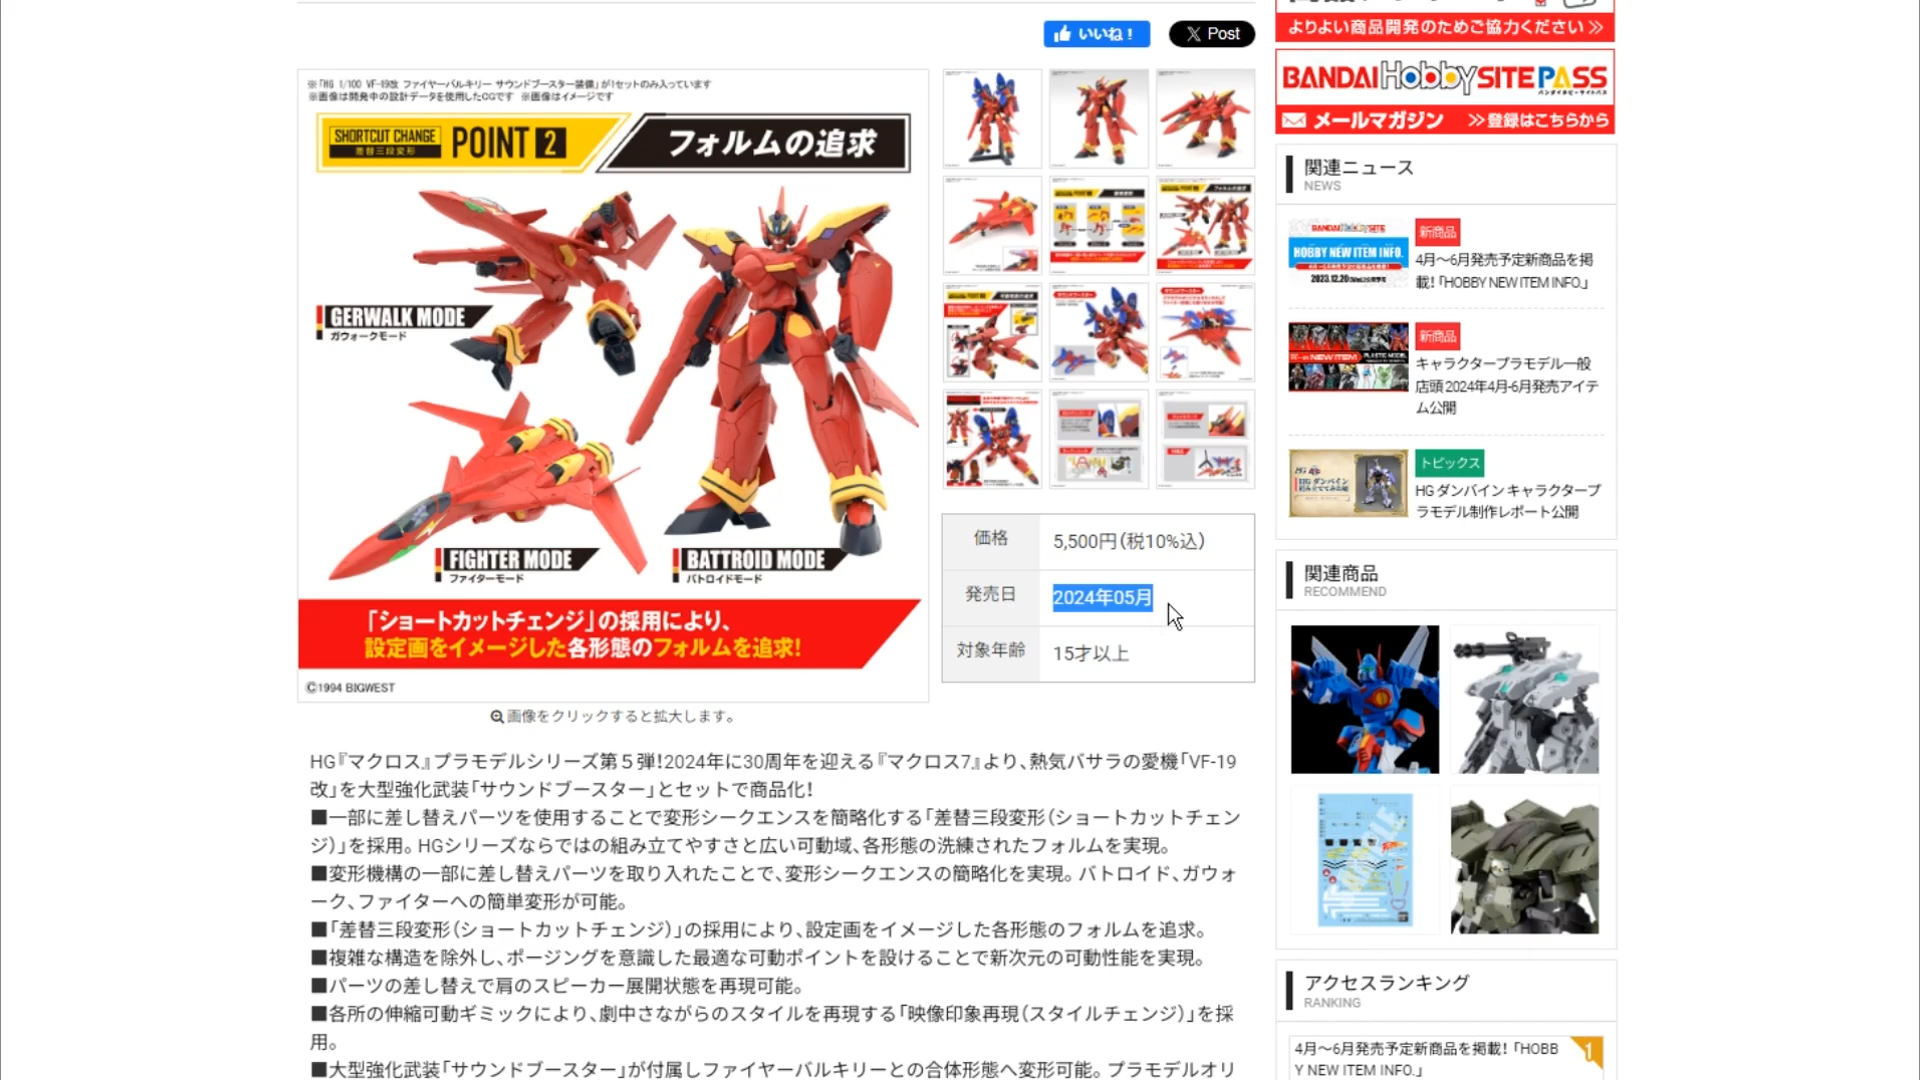 いいね！
Post
※「HG 1/100 VF-19改 ファイヤーバルキリー サウンドブースター装備」が1セットのみ入っています
※画像は開発中の設計データを使用したCGです ※画像はイメージです
SHORTCUT CHANGE
差替三段変形
POINT 2
フォルムの追求
GERWALK MODE
ガウォークモード
FIGHTER MODE
ファイターモード
BATTROID MODE
バトロイドモード
「ショートカットチェンジ」の採用により、
設定画をイメージした各形態のフォルムを追求!
©1994 BIGWEST
画像をクリックすると拡大します。
価格
5,500円(税10%込)
発売日
2024年05月
対象年齢
15才以上
HG『マクロス』プラモデルシリーズ第５弾!2024年に30周年を迎える『マクロス7』より、熱気バサラの愛機「VF-19
改」を大型強化武装「サウンドブースター」とセットで商品化!
■一部に差し替えパーツを使用することで変形シークエンスを簡略化する「差替三段変形(ショートカットチェン
ジ)」を採用。HGシリーズならではの組み立てやすさと広い可動域、各形態の洗練されたフォルムを実現。
■変形機構の一部に差し替えパーツを取り入れたことで、変形シークエンスの簡略化を実現。バトロイド、ガウォ
ーク、ファイターへの簡単変形が可能。
■「差替三段変形(ショートカットチェンジ)」の採用により、設定画をイメージした各形態のフォルムを追求。
■複雑な構造を除外し、ポージングを意識した最適な可動ポイントを設けることで新次元の可動性能を実現。
■パーツの差し替えで肩のスピーカー展開状態を再現可能。
■各所の伸縮可動ギミックにより、劇中さながらのスタイルを再現する「映像印象再現(スタイルチェンジ)」を採
用。
■大型強化武装「サウンドブースター」が付属しファイヤーバルキリーとの合体形態へ変形可能。プラモデルオリ
よりよい商品開発のためご協力ください
BANDAI Hobby SITE PASS
バンダイホビーサイトパス
メールマガジン
≫登録はこちらから
関連ニュース
NEWS
BANDAI Hobby SITE
HOBBY NEW ITEM INFO.
新商品
4月～6月発売予定新商品を掲
載!「HOBBY NEW ITEM INFO.」
NEW ITEM
新商品
キャラクタープラモデル一般
店頭 2024年4月-6月発売アイテ
ム公開
トピックス
HG ダンバイン キャラクタープ
ラモデル制作レポート公開
関連商品
RECOMMEND
アクセスランキング
RANKING
4月～6月発売予定新商品を掲載!「HOBB
Y NEW ITEM INFO.」
1